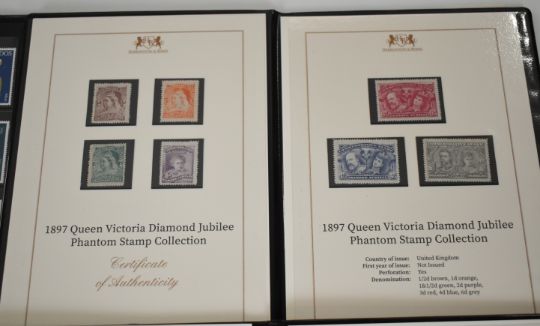 1897 Queen Victoria Diamond Jubilee
Phantom Stamp Collection
Certificate
of Authenticity
1897 Queen Victoria Diamond Jubilee
Phantom Stamp Collection
Country of issue: United Kingdom
First year of issue: Not Issued
Perforation: Yes
Denomination: 1/2d brown, 1d orange,
1&1/2d green, 2d purple,
3d red, 4d blue, 6d grey